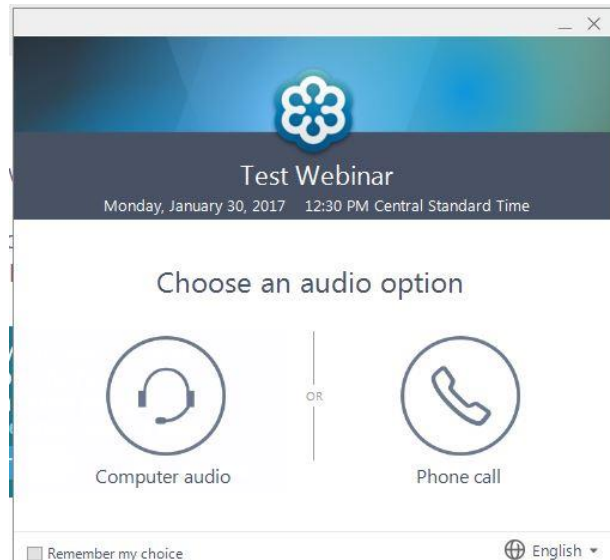 Test Webinar
Monday, January 30, 2017 12:30 PM Central Standard Time
Choose an audio option
OR
Computer audio
Phone call
Remember my choice
English